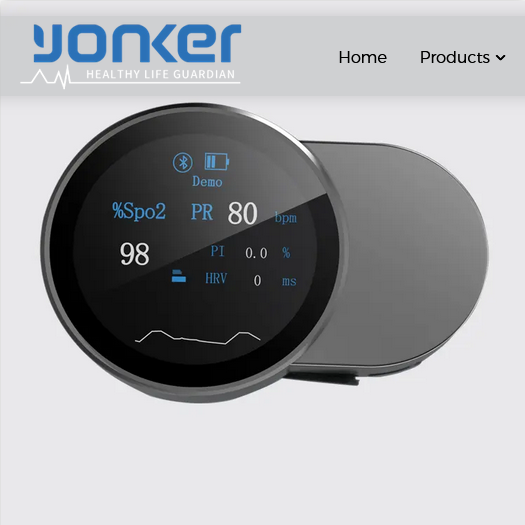 yonker
HEALTHY LIFE GUARDIAN
Home Products
Demo
%Spo2 PR 80 bpm
98 PI 0.0 %
HRV 0 ms